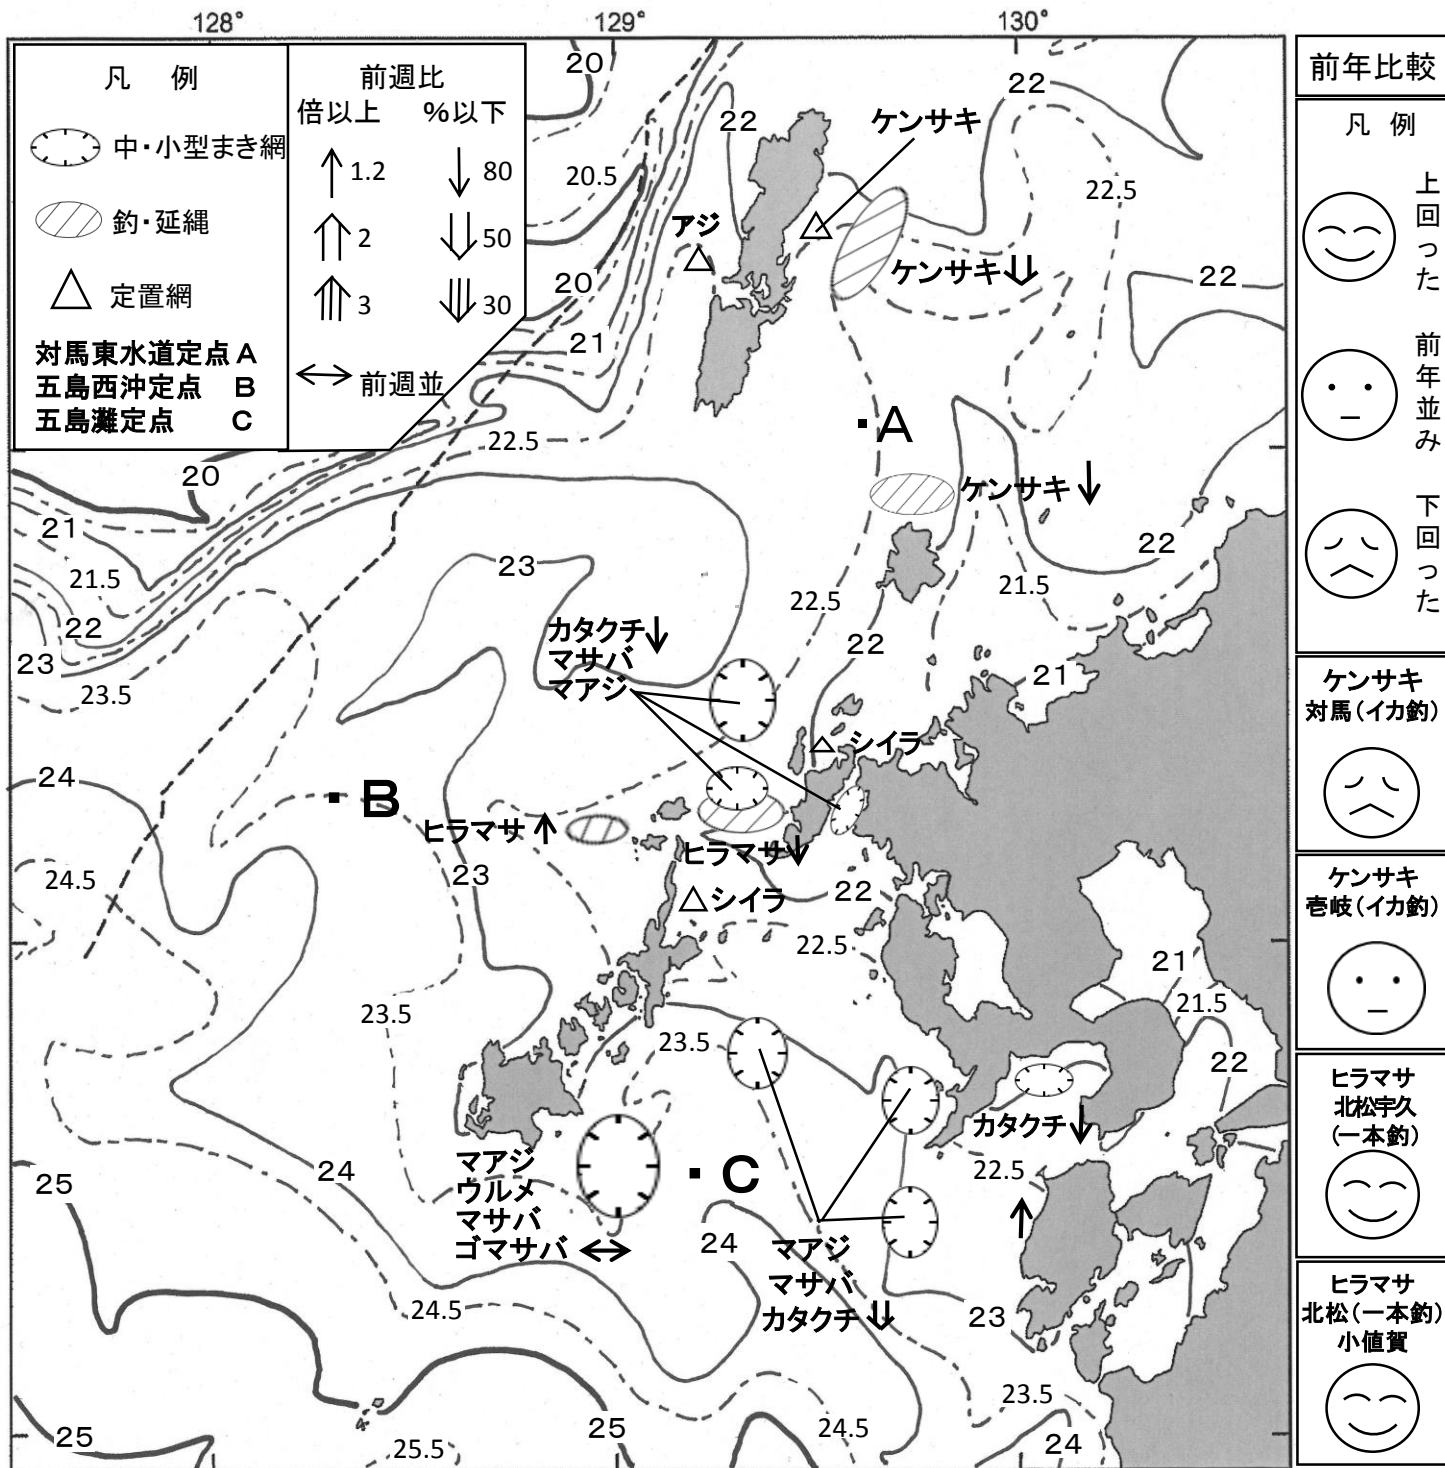 128°
129°
130°
凡 例
中・小型まき網
釣・延縄
定置網
対馬東水道定点 A
五島西沖定点 B
五島灘定点 C
前週比
倍以上 %以下
1.2 80
2 50
3 30
前週並
20
20.5
20
21
22.5
22
アジ
ケンサキ
22
22.5
ケンサキ
22
A
ケンサキ
22
21.5
20
21
21.5
22
23
23.5
23
カタクチ
マサバ
マアジ
22.5
22
21
シイラ
24
B
ヒラマサ
ヒラマサ
23
24.5
シイラ
22
22.5
21
21.5
22
23.5
23.5
カタクチ
22.5
マアジ
ウルメ
マサバ
ゴマサバ
C
24
25
24
マアジ
マサバ
カタクチ
24.5
23
23.5
24.5
25
25.5
25
24
前年比較
凡 例
上回った
前年並み
下回った
ケンサキ
対馬(イカ釣)
ケンサキ
壱岐(イカ釣)
ヒラマサ
北松宇久
(一本釣)
ヒラマサ
北松(一本釣)
小値賀